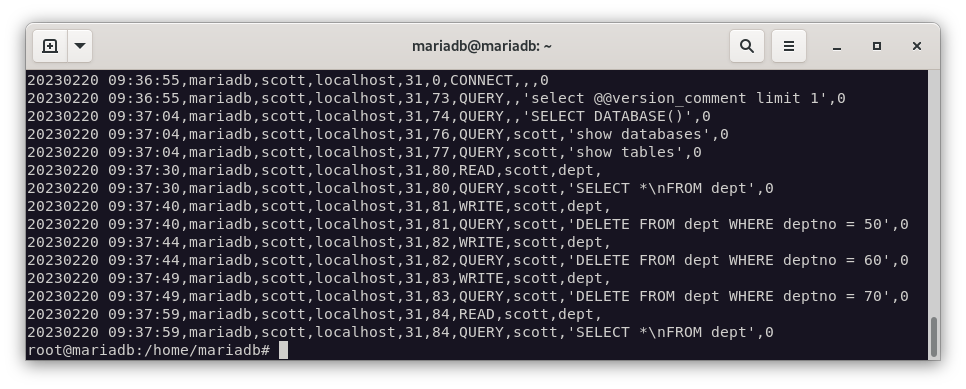 mariadb@mariadb: ~
20230220 09:36:55,mariadb,scott,localhost,31,0,CONNECT,,,0
20230220 09:36:55,mariadb,scott,localhost,31,73,QUERY,,'select @@version_comment limit 1',0
20230220 09:37:04,mariadb,scott,localhost,31,74,QUERY,,'SELECT DATABASE()',0
20230220 09:37:04,mariadb,scott,localhost,31,76,QUERY,scott,'show databases',0
20230220 09:37:04,mariadb,scott,localhost,31,77,QUERY,scott,'show tables',0
20230220 09:37:30,mariadb,scott,localhost,31,80,READ,scott,dept,
20230220 09:37:30,mariadb,scott,localhost,31,80,QUERY,scott,'SELECT *\nFROM dept',0
20230220 09:37:40,mariadb,scott,localhost,31,81,WRITE,scott,dept,
20230220 09:37:40,mariadb,scott,localhost,31,81,QUERY,scott,'DELETE FROM dept WHERE deptno = 50',0
20230220 09:37:44,mariadb,scott,localhost,31,82,WRITE,scott,dept,
20230220 09:37:44,mariadb,scott,localhost,31,82,QUERY,scott,'DELETE FROM dept WHERE deptno = 60',0
20230220 09:37:49,mariadb,scott,localhost,31,83,WRITE,scott,dept,
20230220 09:37:49,mariadb,scott,localhost,31,83,QUERY,scott,'DELETE FROM dept WHERE deptno = 70',0
20230220 09:37:59,mariadb,scott,localhost,31,84,READ,scott,dept,
20230220 09:37:59,mariadb,scott,localhost,31,84,QUERY,scott,'SELECT *\nFROM dept',0
root@mariadb:/home/mariadb#